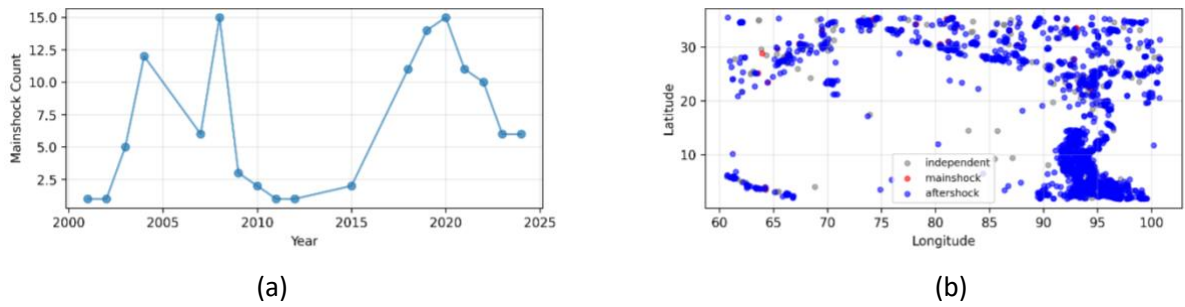 15.0
12.5
10.0
7.5
5.0
2.5
Mainshock Count
2000 2005 2010 2015 2020 2025
Year
(a)
30
20
10
Latitude
independent
mainshock
aftershock
60 65 70 75 80 85 90 95 100
Longitude
(b)